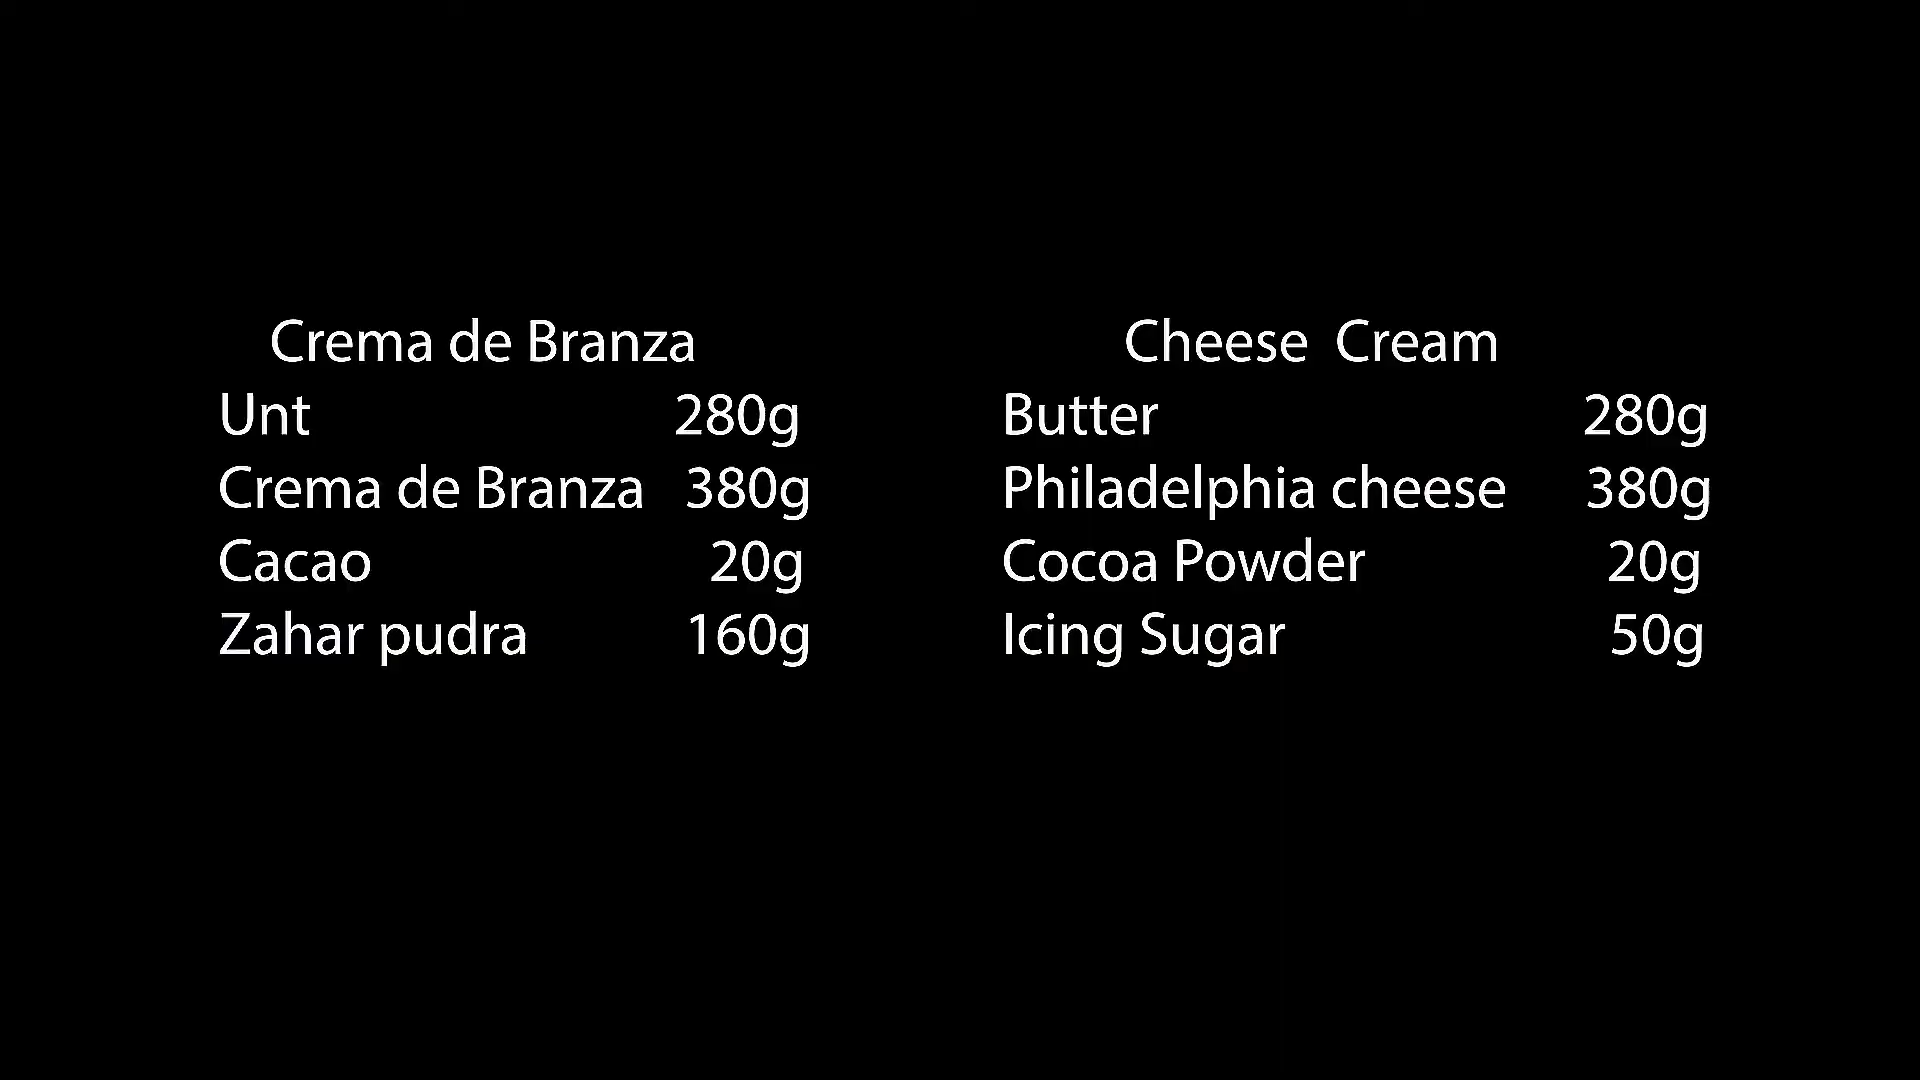 Crema de Branza
Unt 280g
Crema de Branza 380g
Cacao 20g
Zahar pudra 160g
Cheese Cream
Butter 280g
Philadelphia cheese 380g
Cocoa Powder 20g
Icing Sugar 50g